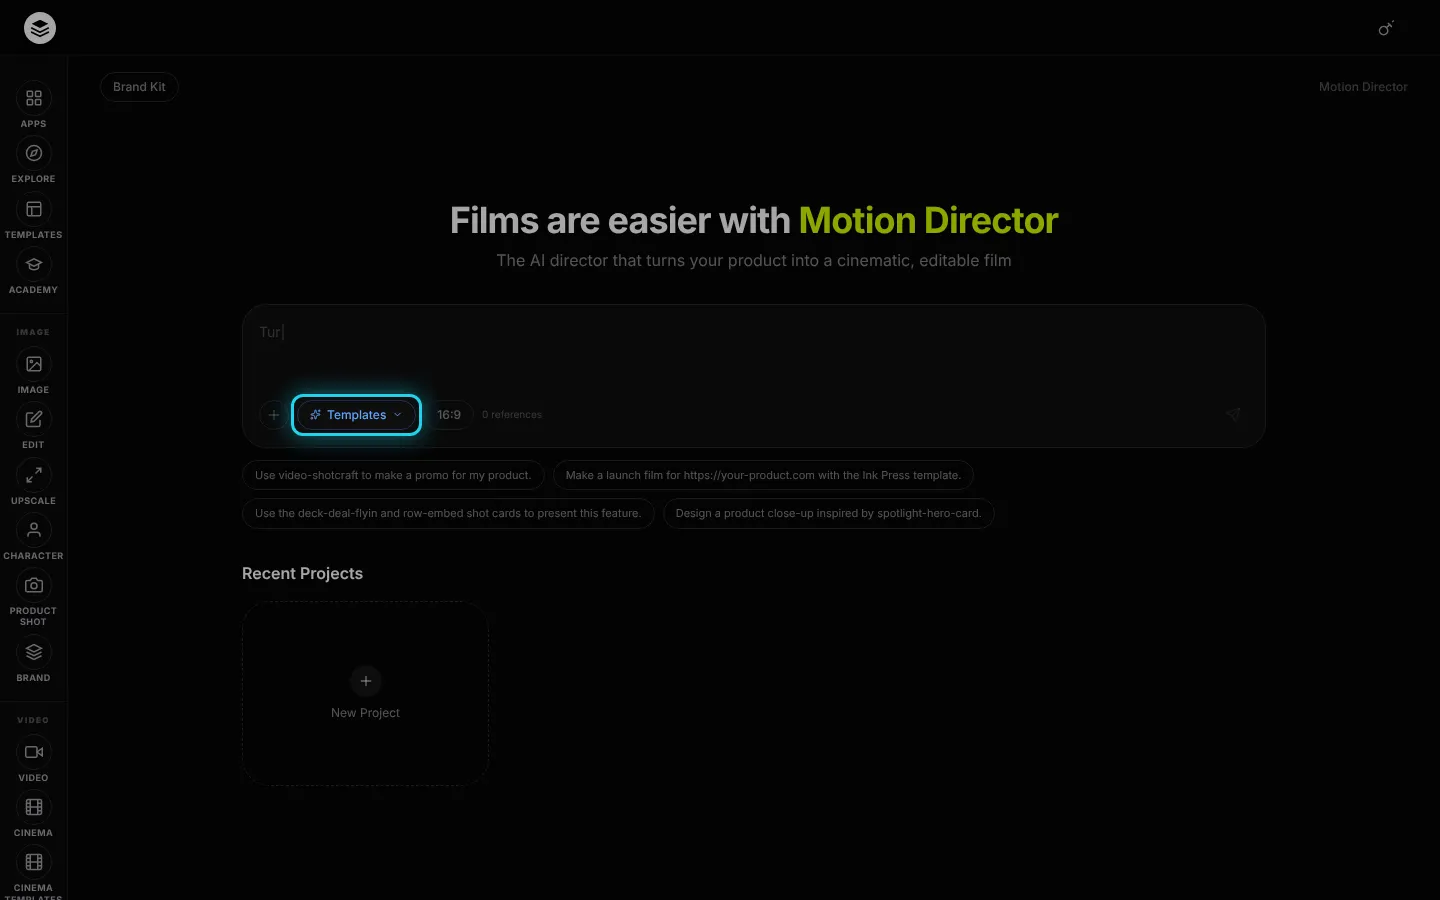 Brand Kit
Motion Director
APPS
EXPLORE
TEMPLATES
ACADEMY
IMAGE
IMAGE
EDIT
UPSCALE
CHARACTER
PRODUCT
SHOT
BRAND
VIDEO
VIDEO
CINEMA
CINEMA
TEMPLATES
Films are easier with Motion Director
The AI director that turns your product into a cinematic, editable film
Tur
Templates
16:9
0 references
Use video-shotcraft to make a promo for my product.
Make a launch film for https://your-product.com with the Ink Press template.
Use the deck-deal-flyin and row-embed shot cards to present this feature.
Design a product close-up inspired by spotlight-hero-card.
Recent Projects
New Project